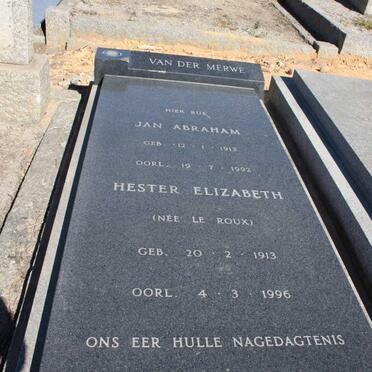 VAN DER MERWE
HIER RUS
JAN ABRAHAM
GEB. 12 · 1 · 1913
OORL. 19 · 7 · 1992
HESTER ELIZABETH
(NÉE LE ROUX)
GEB. 20 · 2 · 1913
OORL. 4 · 3 · 1996
ONS EER HULLE NAGEDAGTENIS